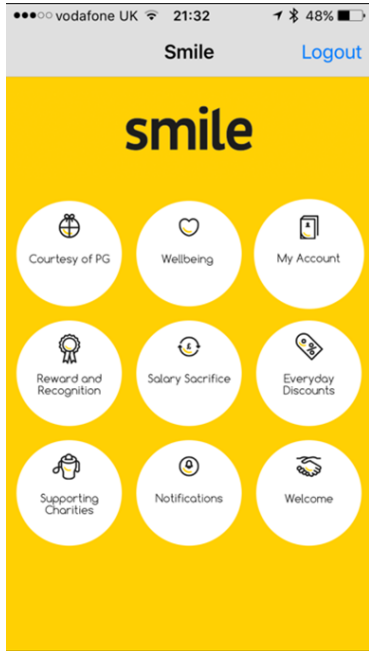 vodafone UK 21:32 48%
Smile Logout
smile
Courtesy of PG Wellbeing My Account
Reward and
Recognition
Salary Sacrifice
Everyday
Discounts
Supporting
Charities
Notifications
Welcome